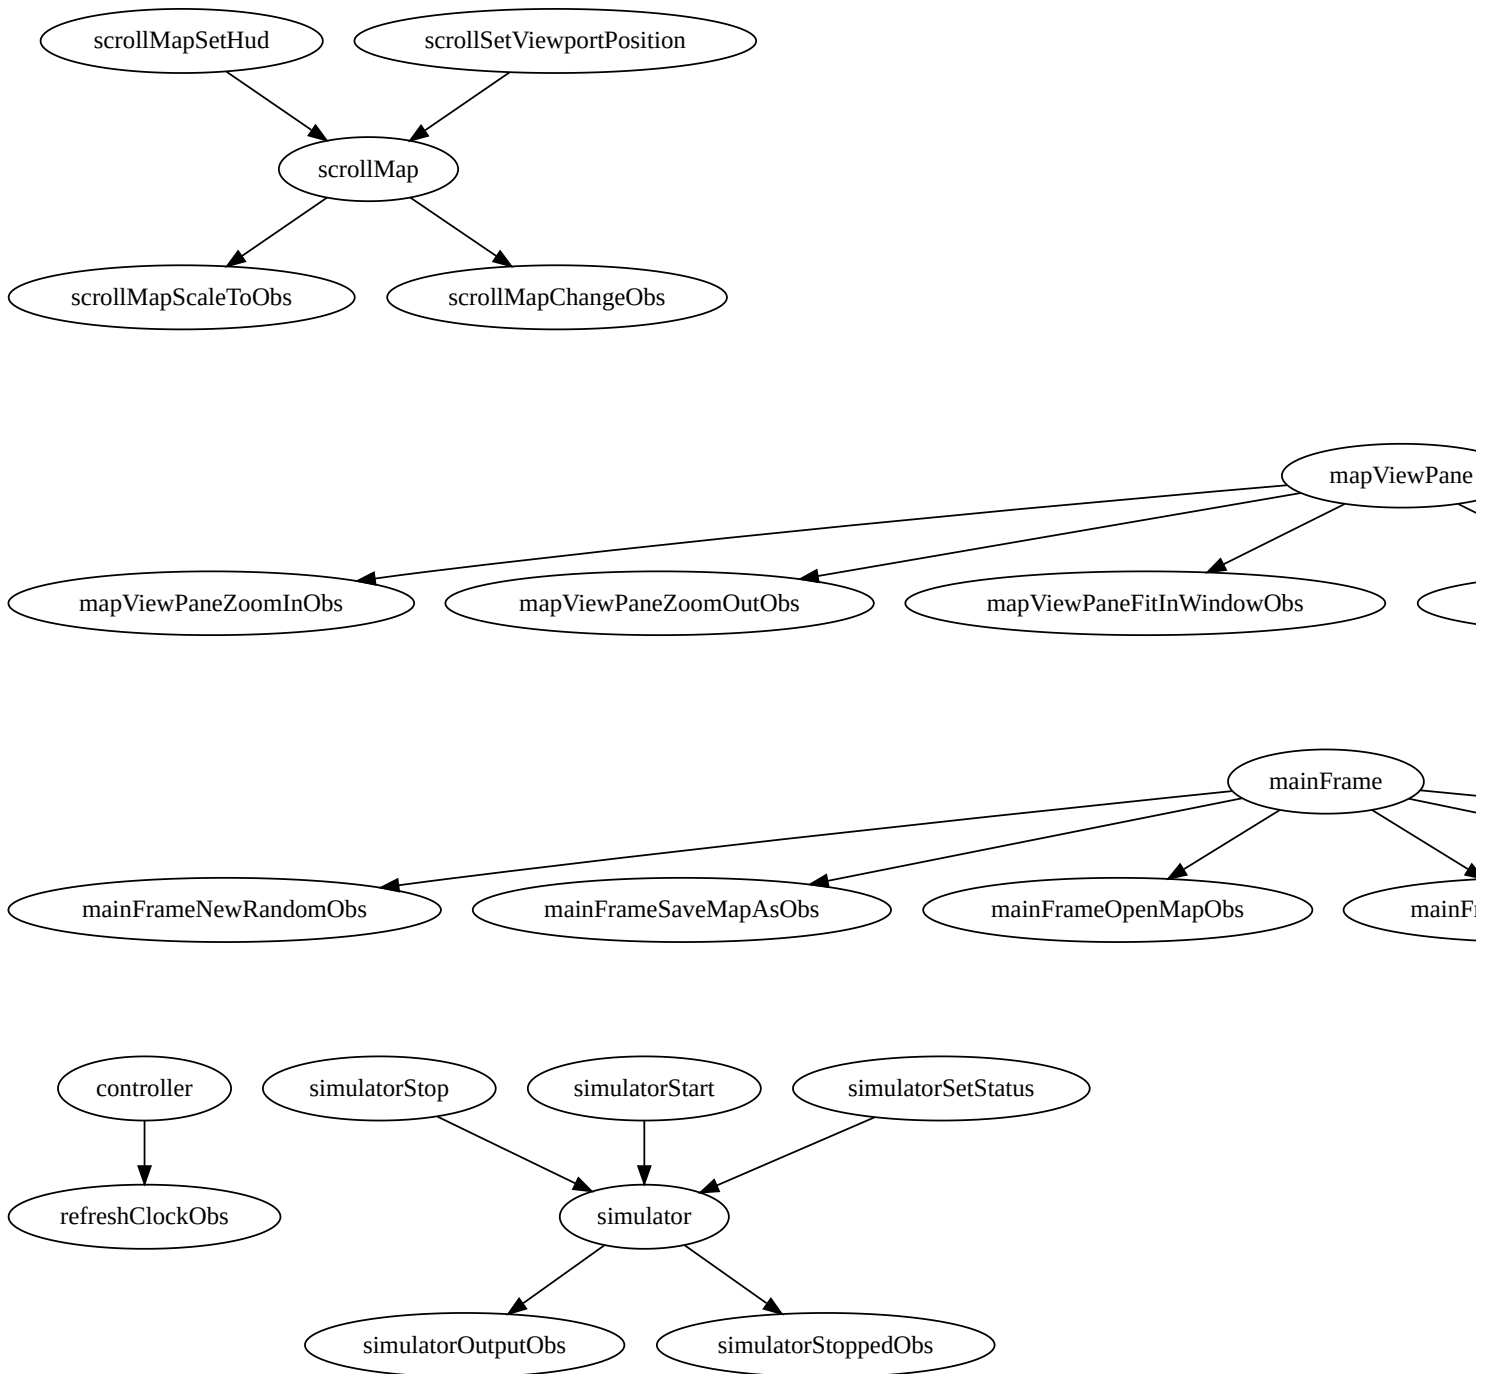 scrollMapSetHud
scrollSetViewportPosition
scrollMap
scrollMapScaleToObs
scrollMapChangeObs
mapViewPane
mapViewPaneZoomInObs
mapViewPaneZoomOutObs
mapViewPaneFitInWindowObs
mainFrame
mainFrameNewRandomObs
mainFrameSaveMapAsObs
mainFrameOpenMapObs
controller
simulatorStop
simulatorStart
simulatorSetStatus
refreshClockObs
simulator
simulatorOutputObs
simulatorStoppedObs